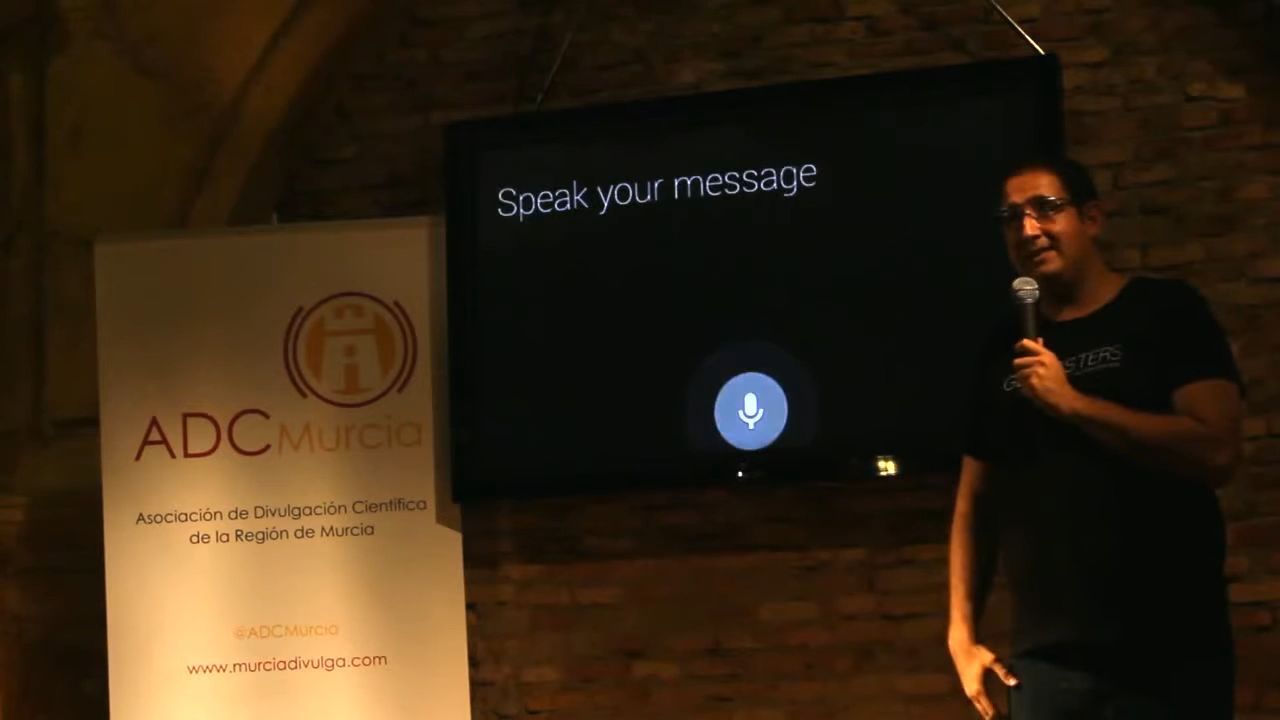 Speak your message
ADCMurcia
Asociación de Divulgación Científica
de la Región de Murcia
@ADCMurcia
www.murciadivulga.com